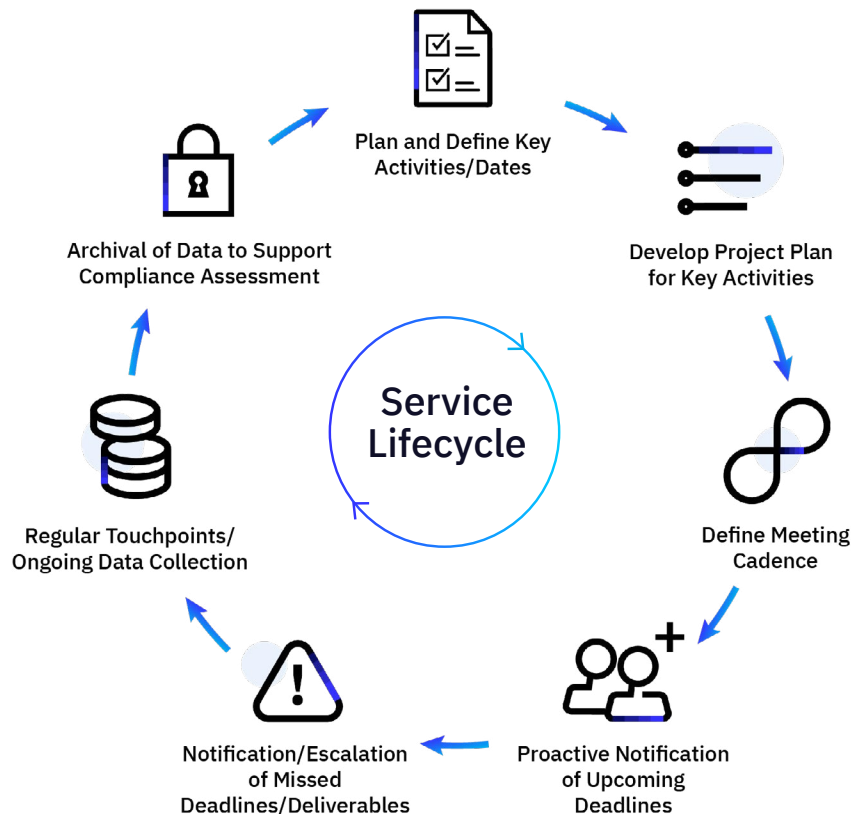 Plan and Define Key
Activities/Dates
Develop Project Plan
for Key Activities
Define Meeting
Cadence
Proactive Notification
of Upcoming
Deadlines
Notification/Escalation
of Missed
Deadlines/Deliverables
Regular Touchpoints/
Ongoing Data Collection
Archival of Data to Support
Compliance Assessment
Service
Lifecycle